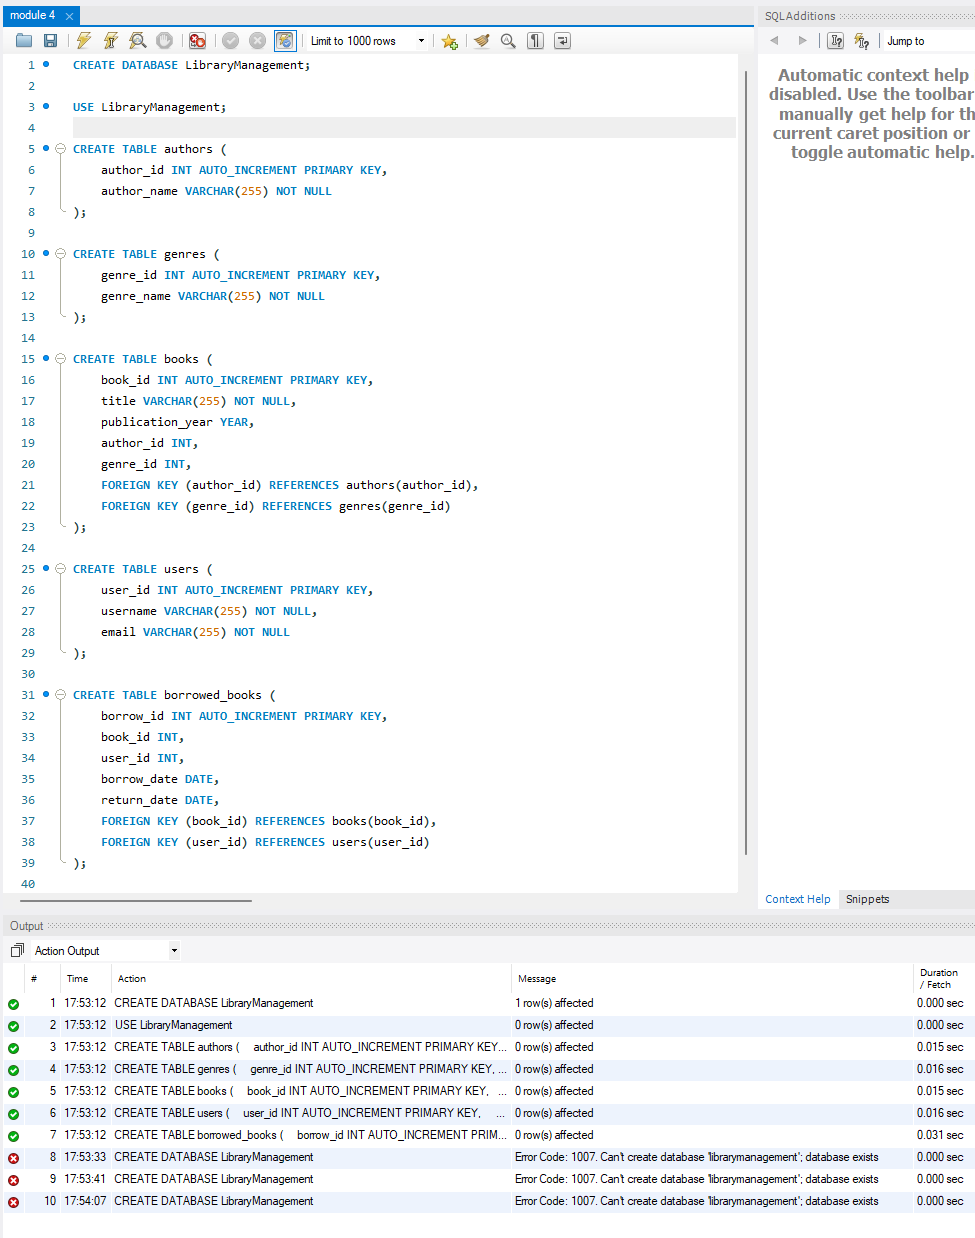 module 4
SQLAdditions
Limit to 1000 rows
Jump to
1 CREATE DATABASE LibraryManagement;
2
3 USE LibraryManagement;
4
5 CREATE TABLE authors (
6 author_id INT AUTO_INCREMENT PRIMARY KEY,
7 author_name VARCHAR(255) NOT NULL
8 );
9
10 CREATE TABLE genres (
11 genre_id INT AUTO_INCREMENT PRIMARY KEY,
12 genre_name VARCHAR(255) NOT NULL
13 );
14
15 CREATE TABLE books (
16 book_id INT AUTO_INCREMENT PRIMARY KEY,
17 title VARCHAR(255) NOT NULL,
18 publication_year YEAR,
19 author_id INT,
20 genre_id INT,
21 FOREIGN KEY (author_id) REFERENCES authors(author_id),
22 FOREIGN KEY (genre_id) REFERENCES genres(genre_id)
23 );
24
25 CREATE TABLE users (
26 user_id INT AUTO_INCREMENT PRIMARY KEY,
27 username VARCHAR(255) NOT NULL,
28 email VARCHAR(255) NOT NULL
29 );
30
31 CREATE TABLE borrowed_books (
32 borrow_id INT AUTO_INCREMENT PRIMARY KEY,
33 book_id INT,
34 user_id INT,
35 borrow_date DATE,
36 return_date DATE,
37 FOREIGN KEY (book_id) REFERENCES books(book_id),
38 FOREIGN KEY (user_id) REFERENCES users(user_id)
39 );
40
Automatic context help
disabled. Use the toolbar
manually get help for th
current caret position or
toggle automatic help.
Context Help Snippets
Output
Action Output
# Time Action Message Duration / Fetch
1 17:53:12 CREATE DATABASE LibraryManagement 1 row(s) affected 0.000 sec
2 17:53:12 USE LibraryManagement 0 row(s) affected 0.000 sec
3 17:53:12 CREATE TABLE authors ( author_id INT AUTO_INCREMENT PRIMARY KEY... 0 row(s) affected 0.015 sec
4 17:53:12 CREATE TABLE genres ( genre_id INT AUTO_INCREMENT PRIMARY KEY, ... 0 row(s) affected 0.016 sec
5 17:53:12 CREATE TABLE books ( book_id INT AUTO_INCREMENT PRIMARY KEY, ... 0 row(s) affected 0.015 sec
6 17:53:12 CREATE TABLE users ( user_id INT AUTO_INCREMENT PRIMARY KEY, ... 0 row(s) affected 0.016 sec
7 17:53:12 CREATE TABLE borrowed_books ( borrow_id INT AUTO_INCREMENT PRIM... 0 row(s) affected 0.031 sec
8 17:53:33 CREATE DATABASE LibraryManagement Error Code: 1007. Can't create database 'librarymanagement'; database exists 0.000 sec
9 17:53:41 CREATE DATABASE LibraryManagement Error Code: 1007. Can't create database 'librarymanagement'; database exists 0.000 sec
10 17:54:07 CREATE DATABASE LibraryManagement Error Code: 1007. Can't create database 'librarymanagement'; database exists 0.000 sec